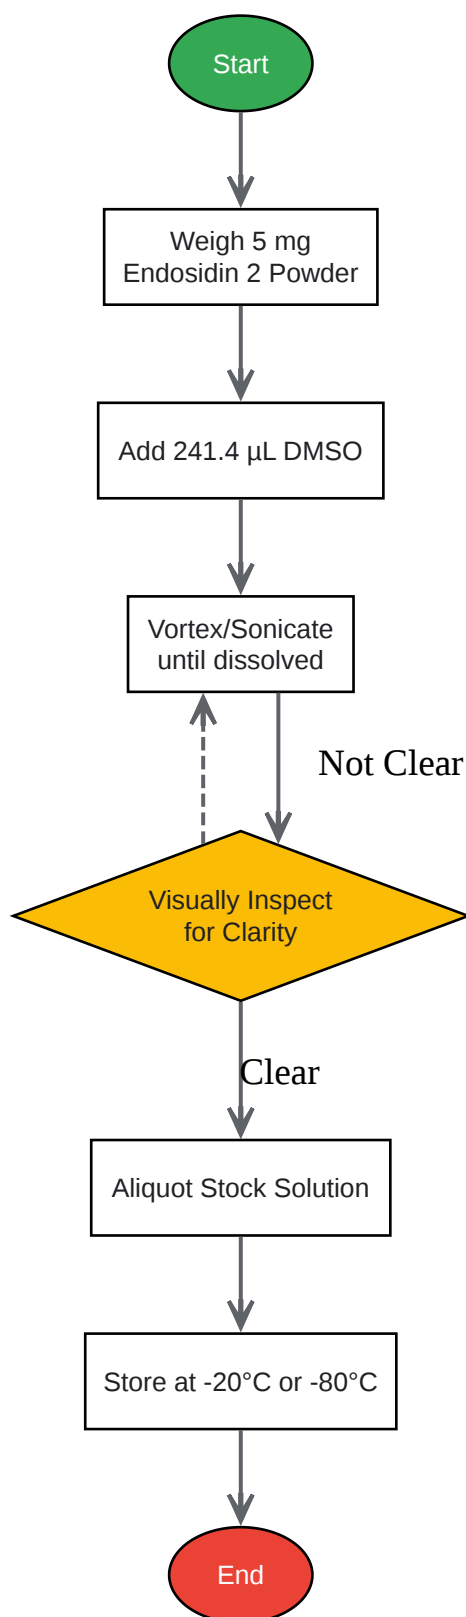 Start
Weigh 5 mg
Endosidin 2 Powder
Add 241.4 µL DMSO
Vortex/Sonicate
until dissolved
Not Clear
Visually Inspect
for Clarity
Clear
Aliquot Stock Solution
Store at -20°C or -80°C
End